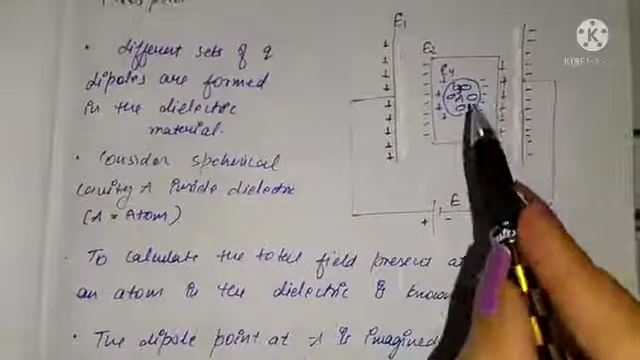 • different sets of q
dipoles are formed
in the dielectric
material.
• Consider spherical
cavity A inside dielectric
(A = Atom)
• To calculate the total field present at
an atom in the dielectric is known
• The dipole point at A is imagined
E1
E2
E4
A
E
+ -
K